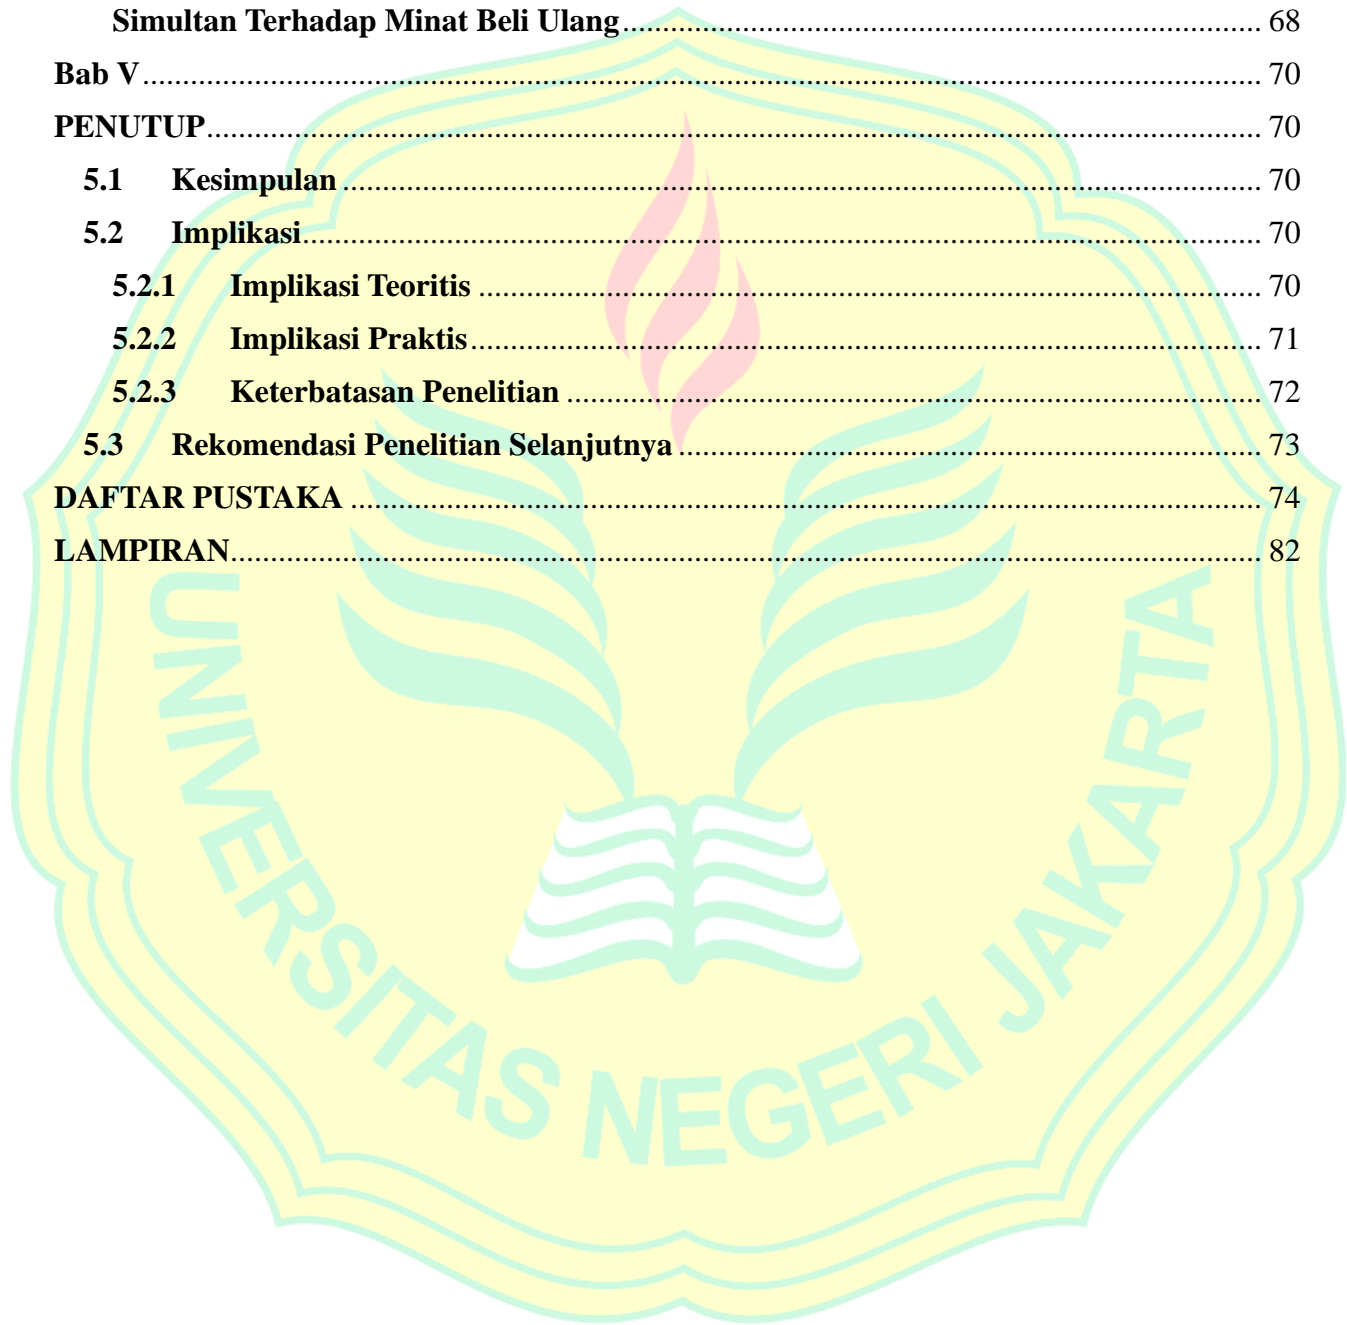 Simultan Terhadap Minat Beli Ulang........................ 68
Bab V........................ 70
PENUTUP........................ 70
5.1 Kesimpulan ........................ 70
5.2 Implikasi........................ 70
5.2.1 Implikasi Teoritis ........................ 70
5.2.2 Implikasi Praktis........................ 71
5.2.3 Keterbatasan Penelitian ........................ 72
5.3 Rekomendasi Penelitian Selanjutnya ........................ 73
DAFTAR PUSTAKA ........................ 74
LAMPIRAN........................ 82
UNIVERSITAS NEGERI JAKARTA